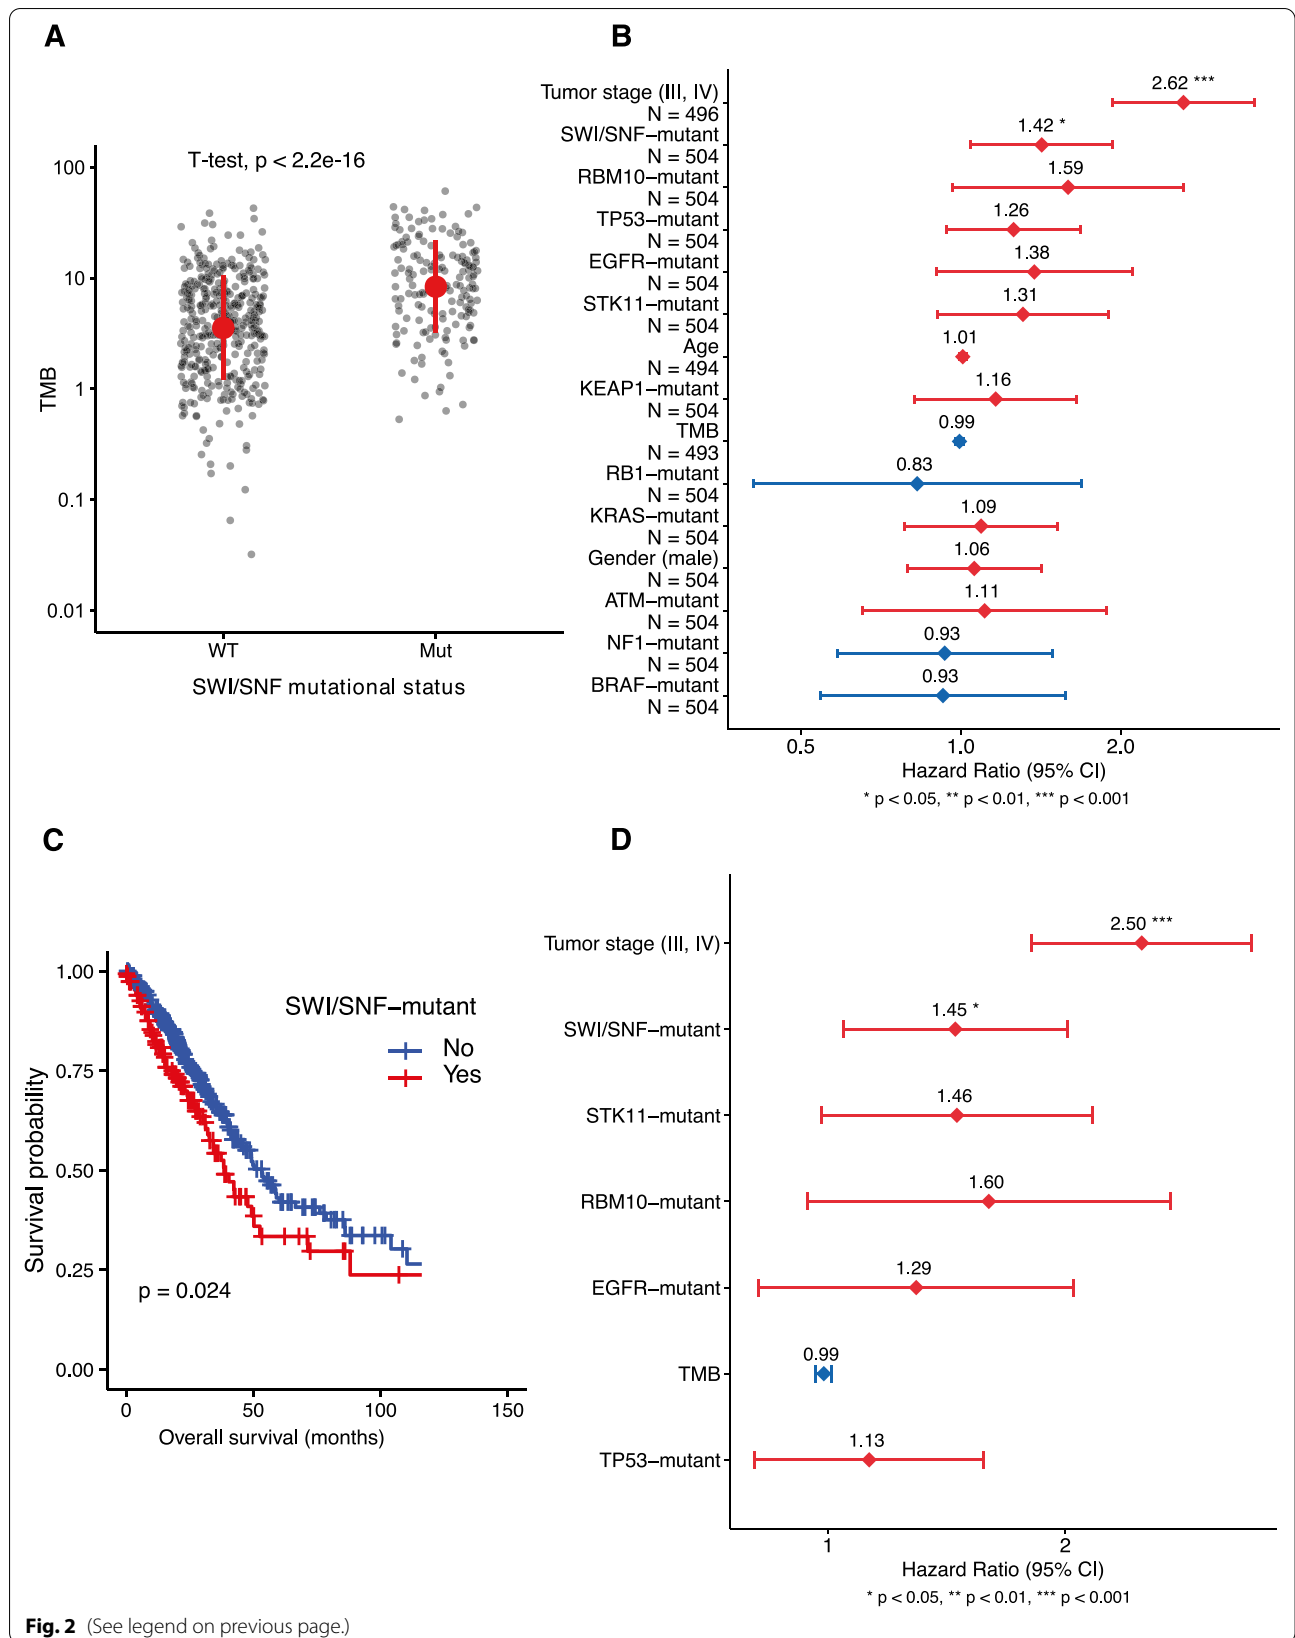 A
T-test, p < 2.2e-16
100
10
1
0.1
0.01
TMB
WT
Mut
SWI/SNF mutational status
B
Tumor stage (III, IV)
N = 496
2.62 ***
SWI/SNF−mutant
N = 504
1.42 *
RBM10−mutant
N = 504
1.59
TP53−mutant
N = 504
1.26
EGFR−mutant
N = 504
1.38
STK11−mutant
N = 504
1.31
Age
N = 494
1.01
KEAP1−mutant
N = 504
1.16
TMB
N = 493
0.99
RB1−mutant
N = 504
0.83
KRAS−mutant
N = 504
1.09
Gender (male)
N = 504
1.06
ATM−mutant
N = 504
1.11
NF1−mutant
N = 504
0.93
BRAF−mutant
N = 504
0.93
0.5
1.0
2.0
Hazard Ratio (95% CI)
* p < 0.05, ** p < 0.01, *** p < 0.001
C
1.00
0.75
0.50
0.25
0.00
Survival probability
SWI/SNF−mutant
No
Yes
p = 0.024
0
50
100
150
Overall survival (months)
D
Tumor stage (III, IV)
2.50 ***
SWI/SNF−mutant
1.45 *
STK11−mutant
1.46
RBM10−mutant
1.60
EGFR−mutant
1.29
TMB
0.99
TP53−mutant
1.13
1
2
Hazard Ratio (95% CI)
* p < 0.05, ** p < 0.01, *** p < 0.001
Fig. 2 (See legend on previous page.)